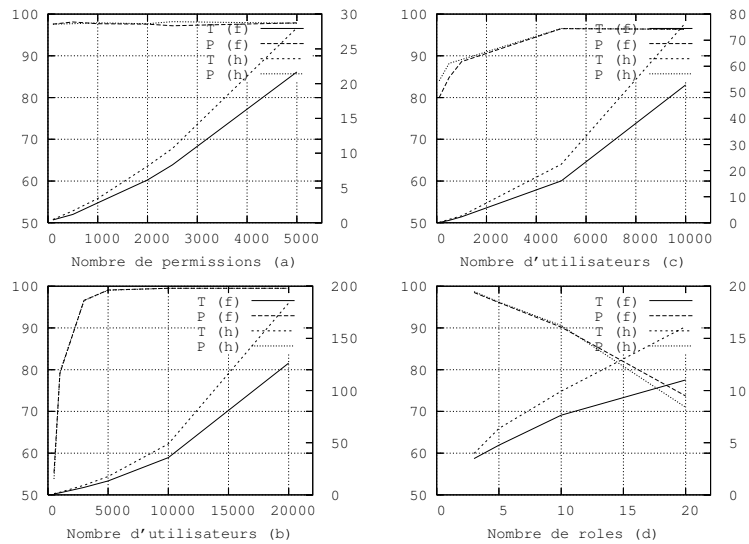 100
90
80
70
60
50
30
25
20
15
10
5
0
T (f)
P (f)
T (h)
P (h)
0 1000 2000 3000 4000 5000
Nombre de permissions (a)
100
90
80
70
60
50
80
70
60
50
40
30
20
10
0
T (f)
P (f)
T (h)
P (h)
0 2000 4000 6000 8000 10000
Nombre d'utilisateurs (c)
100
90
80
70
60
50
200
150
100
50
0
T (f)
P (f)
T (h)
P (h)
0 5000 10000 15000 20000
Nombre d'utilisateurs (b)
100
90
80
70
60
50
20
15
10
5
0
T (f)
P (f)
T (h)
P (h)
0 5 10 15 20
Nombre de roles (d)